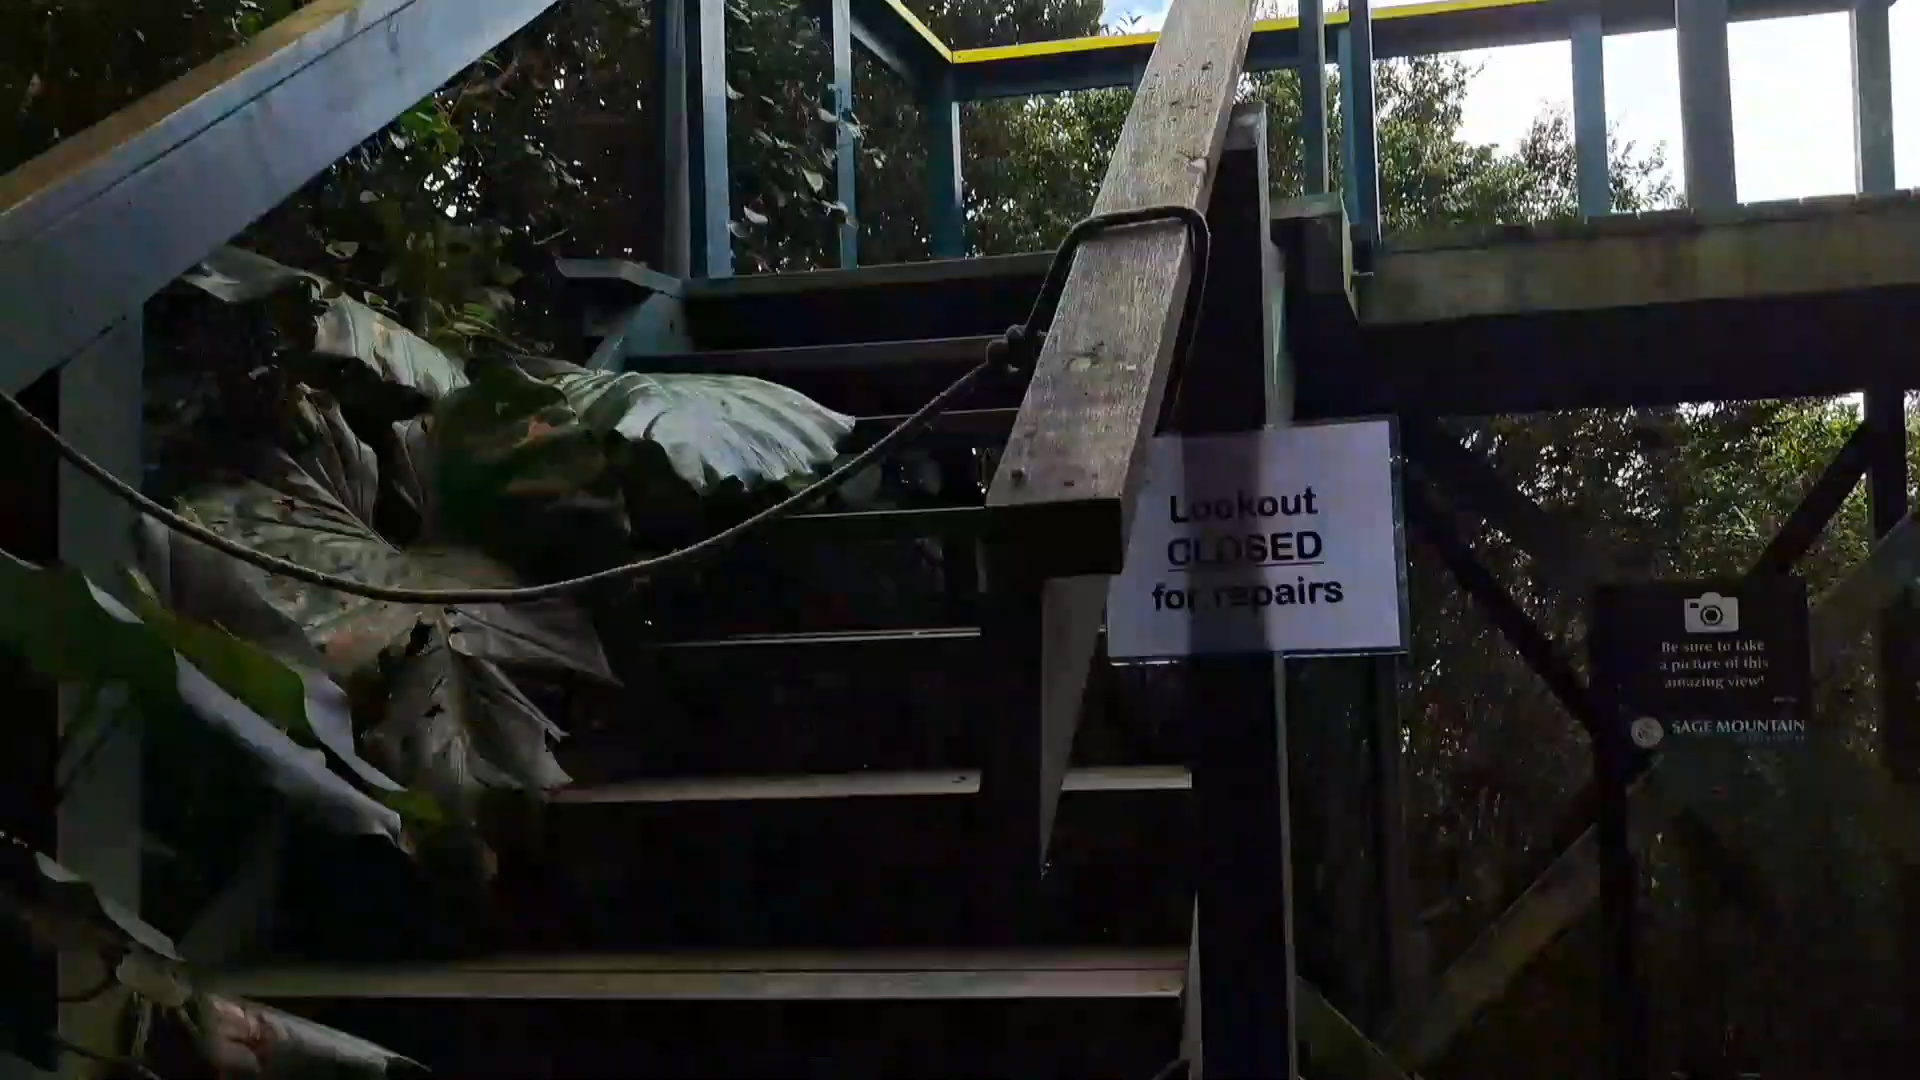 Lookout
CLOSED
for repairs
Be sure to take
a picture of this
amazing view!
SAGE MOUNTAIN